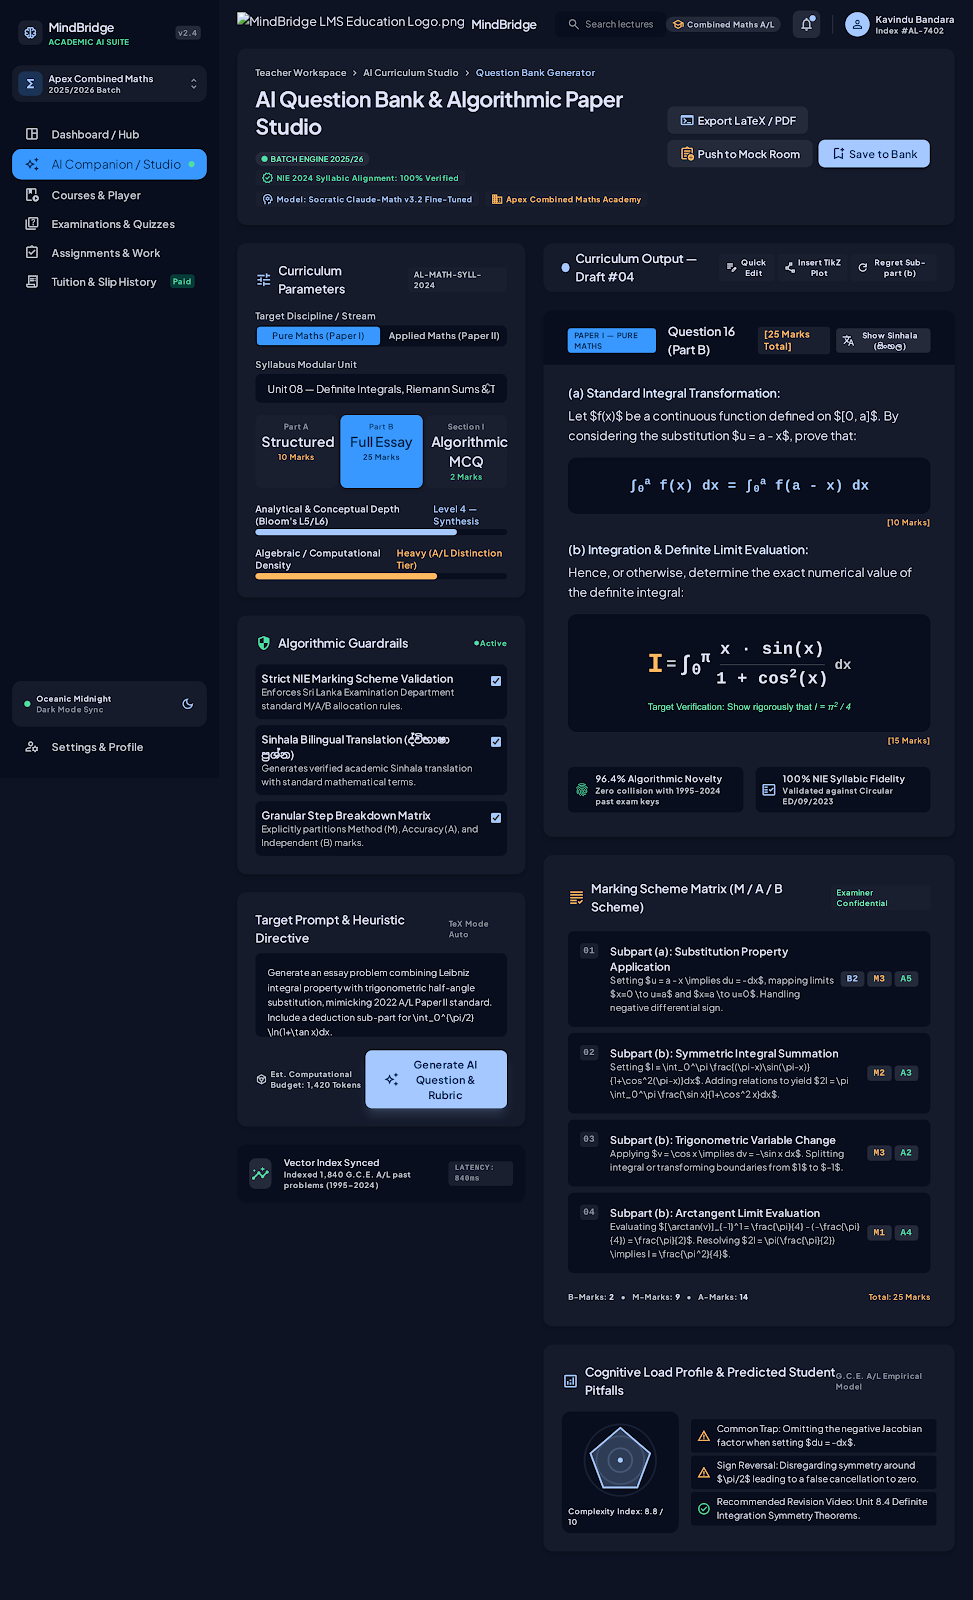 MindBridge
ACADEMIC AI SUITE
v2.4
Σ
Apex Combined Maths
2025/2026 Batch
Dashboard / Hub
AI Companion / Studio
Courses & Player
Examinations & Quizzes
Assignments & Work
Tuition & Slip History
Paid
Oceanic Midnight
Dark Mode Sync
Settings & Profile
MindBridge LMS Education Logo.png
MindBridge
Search lectures
Combined Maths A/L
Kavindu Bandara
Index #AL-7402
Teacher Workspace > AI Curriculum Studio > Question Bank Generator
AI Question Bank & Algorithmic Paper
Studio
BATCH ENGINE 2025/26
NIE 2024 Syllabic Alignment: 100% Verified
Model: Socratic Claude-Math v3.2 Fine-Tuned
Apex Combined Maths Academy
Export LaTeX / PDF
Push to Mock Room
Save to Bank
Curriculum
Parameters
AL-MATH-SYLL-
2024
Target Discipline / Stream
Pure Maths (Paper I)
Applied Maths (Paper II)
Syllabus Modular Unit
Unit 08 — Definite Integrals, Riemann Sums & T
Part A
Structured
10 Marks
Part B
Full Essay
25 Marks
Section I
Algorithmic
MCQ
2 Marks
Analytical & Conceptual Depth
(Bloom's L5/L6)
Level 4 —
Synthesis
Algebraic / Computational
Density
Heavy (A/L Distinction
Tier)
Algorithmic Guardrails
Active
Strict NIE Marking Scheme Validation
Enforces Sri Lanka Examination Department
standard M/A/B allocation rules.
Sinhala Bilingual Translation (ද්විභාෂා
ප්‍රශ්න)
Generates verified academic Sinhala translation
with standard mathematical terms.
Granular Step Breakdown Matrix
Explicitly partitions Method (M), Accuracy (A), and
Independent (B) marks.
Target Prompt & Heuristic
Directive
TeX Mode
Auto
Generate an essay problem combining Leibniz
integral property with trigonometric half-angle
substitution, mimicking 2022 A/L Paper II standard.
Include a deduction sub-part for \int_0^{\pi/2}
\ln(1+\tan x)dx.
Est. Computational
Budget: 1,420 Tokens
Generate AI
Question &
Rubric
Vector Index Synced
Indexed 1,840 G.C.E. A/L past
problems (1995-2024)
LATENCY:
840ms
Curriculum Output —
Draft #04
Quick
Edit
Insert TikZ
Plot
Regret Sub-
part (b)
PAPER I — PURE
MATHS
Question 16
(Part B)
[25 Marks
Total]
Show Sinhala
(සිංහල)
(a) Standard Integral Transformation:
Let $f(x)$ be a continuous function defined on $[0, a]$. By
considering the substitution $u = a - x$, prove that:
∫₀ᵃ f(x) dx = ∫₀ᵃ f(a - x) dx
[10 Marks]
(b) Integration & Definite Limit Evaluation:
Hence, or otherwise, determine the exact numerical value of
the definite integral:
I = ∫₀^π x · sin(x) / 1 + cos²(x) dx
Target Verification: Show rigorously that I = π² / 4
[15 Marks]
96.4% Algorithmic Novelty
Zero collision with 1995-2024
past exam keys
100% NIE Syllabic Fidelity
Validated against Circular
ED/09/2023
Marking Scheme Matrix (M / A / B
Scheme)
Examiner
Confidential
01
Subpart (a): Substitution Property
Application
Setting $u = a - x \implies du = -dx$, mapping limits
$x=0 \to u=a$ and $x=a \to u=0$. Handling
negative differential sign.
B2 M3 A5
02
Subpart (b): Symmetric Integral Summation
Setting $I = \int_0^\pi \frac{(\pi-x)\sin(\pi-x)}
{1+\cos^2(\pi-x)}dx$. Adding relations to yield $2I = \pi
\int_0^\pi \frac{\sin x}{1+\cos^2 x}dx$.
M2 A3
03
Subpart (b): Trigonometric Variable Change
Applying $v = \cos x \implies dv = -\sin x dx$. Splitting
integral or transforming boundaries from $1$ to $-1$.
M3 A2
04
Subpart (b): Arctangent Limit Evaluation
Evaluating $[\arctan(v)]_{-1}^1 = \frac{\pi}{4} - (-\frac{\pi}
{4}) = \frac{\pi}{2}$. Resolving $2I = \pi(\frac{\pi}{2})
\implies I = \frac{\pi^2}{4}$.
M1 A4
B-Marks: 2 • M-Marks: 9 • A-Marks: 14
Total: 25 Marks
Cognitive Load Profile & Predicted Student
Pitfalls
G.C.E. A/L Empirical
Model
Complexity Index: 8.8 /
10
Common Trap: Omitting the negative Jacobian
factor when setting $du = -dx$.
Sign Reversal: Disregarding symmetry around
$\pi/2$ leading to a false cancellation to zero.
Recommended Revision Video: Unit 8.4 Definite
Integration Symmetry Theorems.